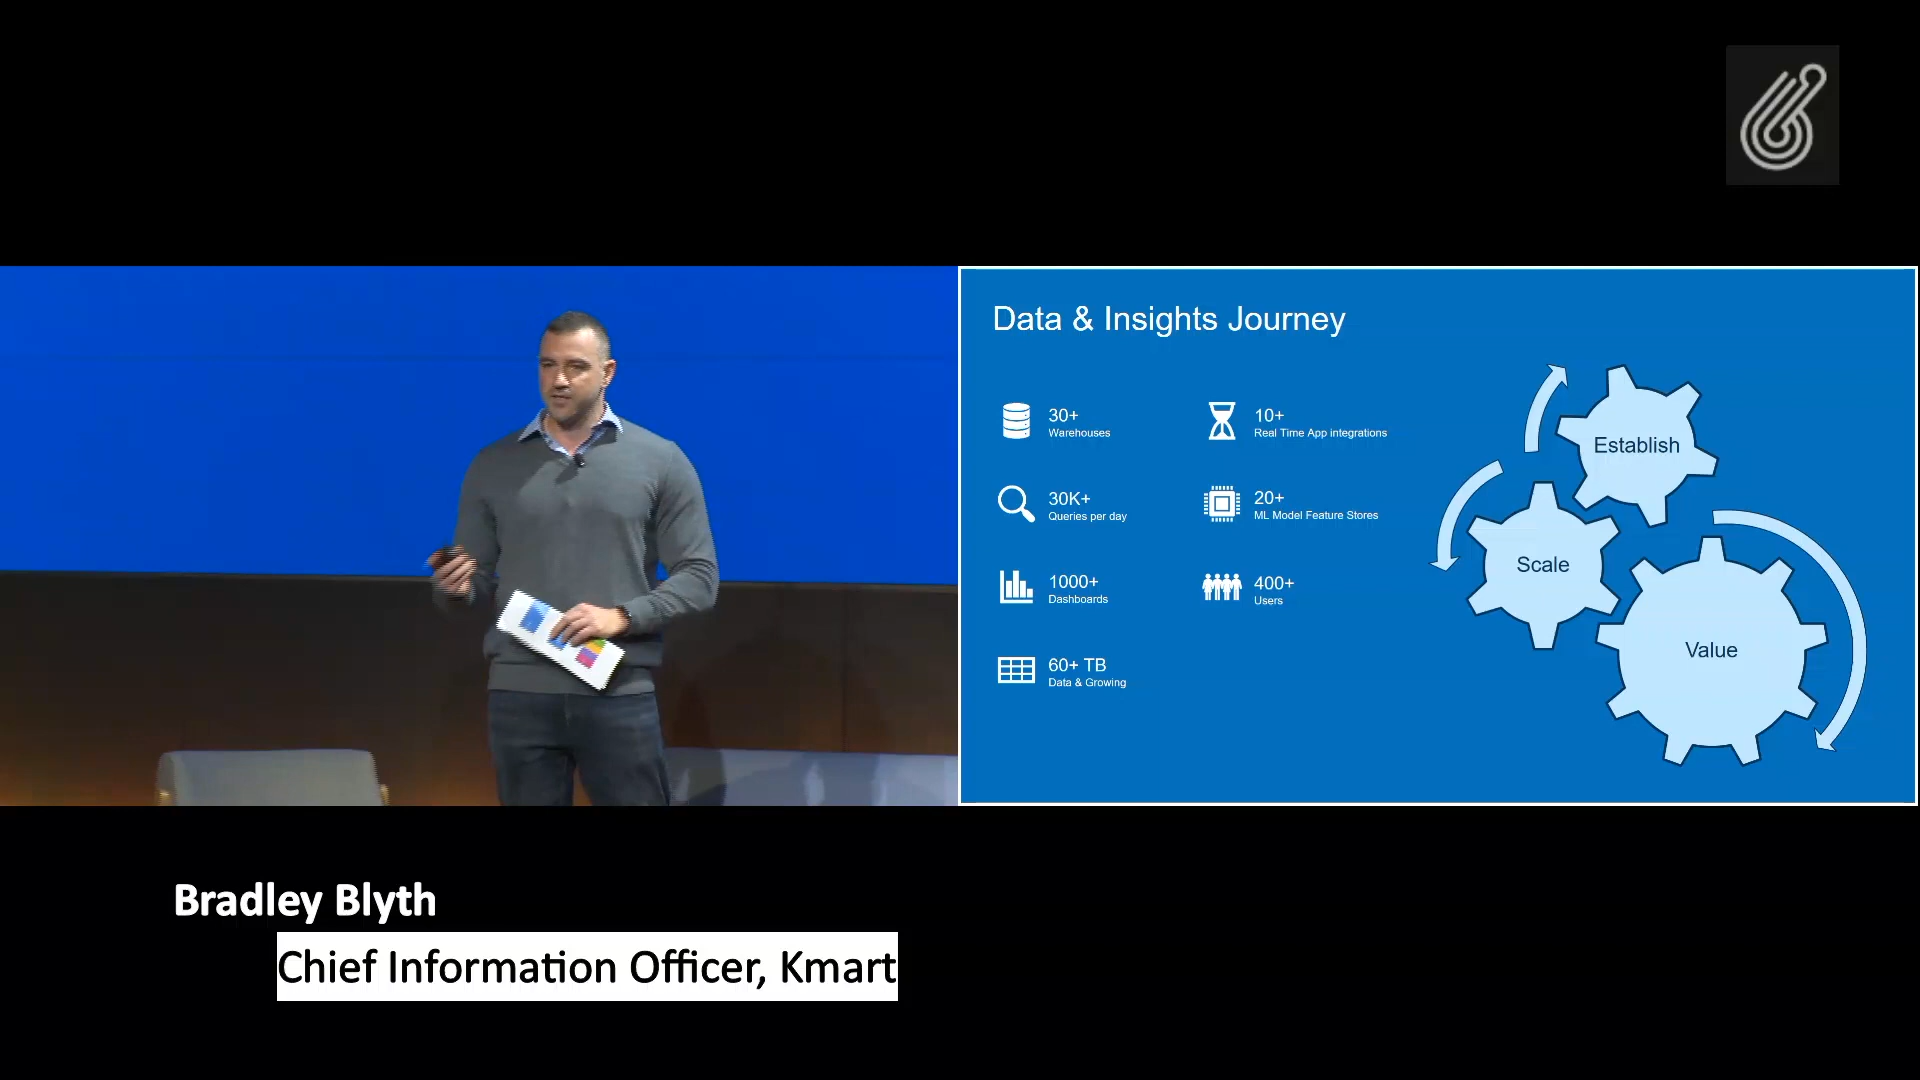 Data & Insights Journey
30+
Warehouses
10+
Real Time App integrations
30K+
Queries per day
20+
ML Model Feature Stores
1000+
Dashboards
400+
Users
60+ TB
Data & Growing
Establish
Scale
Value
Bradley Blyth
Chief Information Officer, Kmart